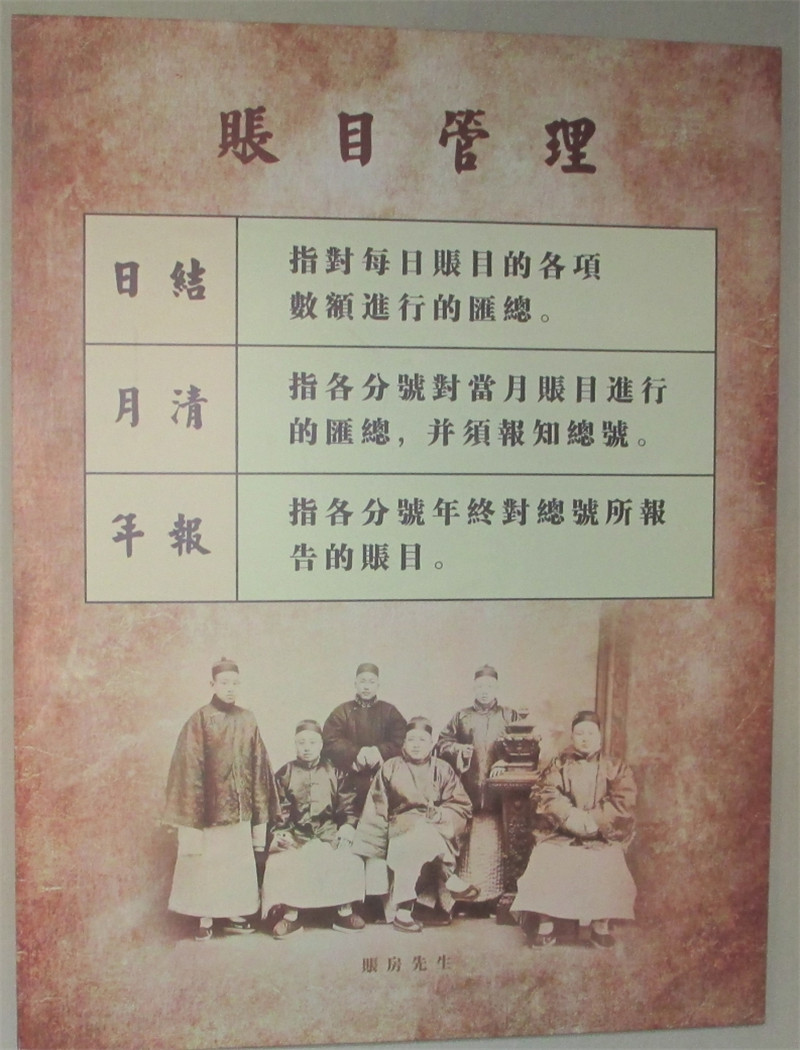 賬目管理
日結
指對每日賬目的各項
數額進行的匯總。
月清
指各分號對當月賬目進行
的匯總，并須報知總號。
年報
指各分號年終對總號所報
告的賬目。
賬房先生